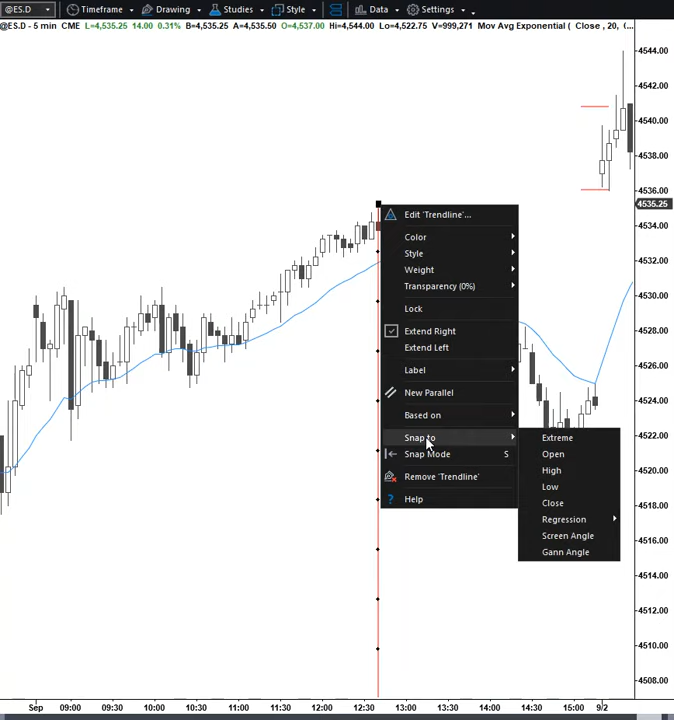 @ES.D Timeframe Drawing Studies Style Data Settings
@ES.D - 5 min CME L=4,535.25 14.00 0.31% B=4,535.25 A=4,535.50 O=4,537.00 Hi=4,544.00 Lo=4,522.75 V=999,271 Mov Avg Exponential ( Close , 20, (...
4544.00
4542.00
4540.00
4538.00
4536.00
4535.25
4534.00
4532.00
4530.00
4528.00
4526.00
4524.00
4522.00
4520.00
4518.00
4516.00
4514.00
4512.00
4510.00
4508.00
Edit 'Trendline'...
Color
Style
Weight
Transparency (0%)
Lock
Extend Right
Extend Left
Label
New Parallel
Based on
Snap to
Snap Mode S
Remove 'Trendline'
? Help
Extreme
Open
High
Low
Close
Regression
Screen Angle
Gann Angle
Sep 09:00 09:30 10:00 10:30 11:00 11:30 12:00 12:30 13:00 13:30 14:00 14:30 15:00 9/2